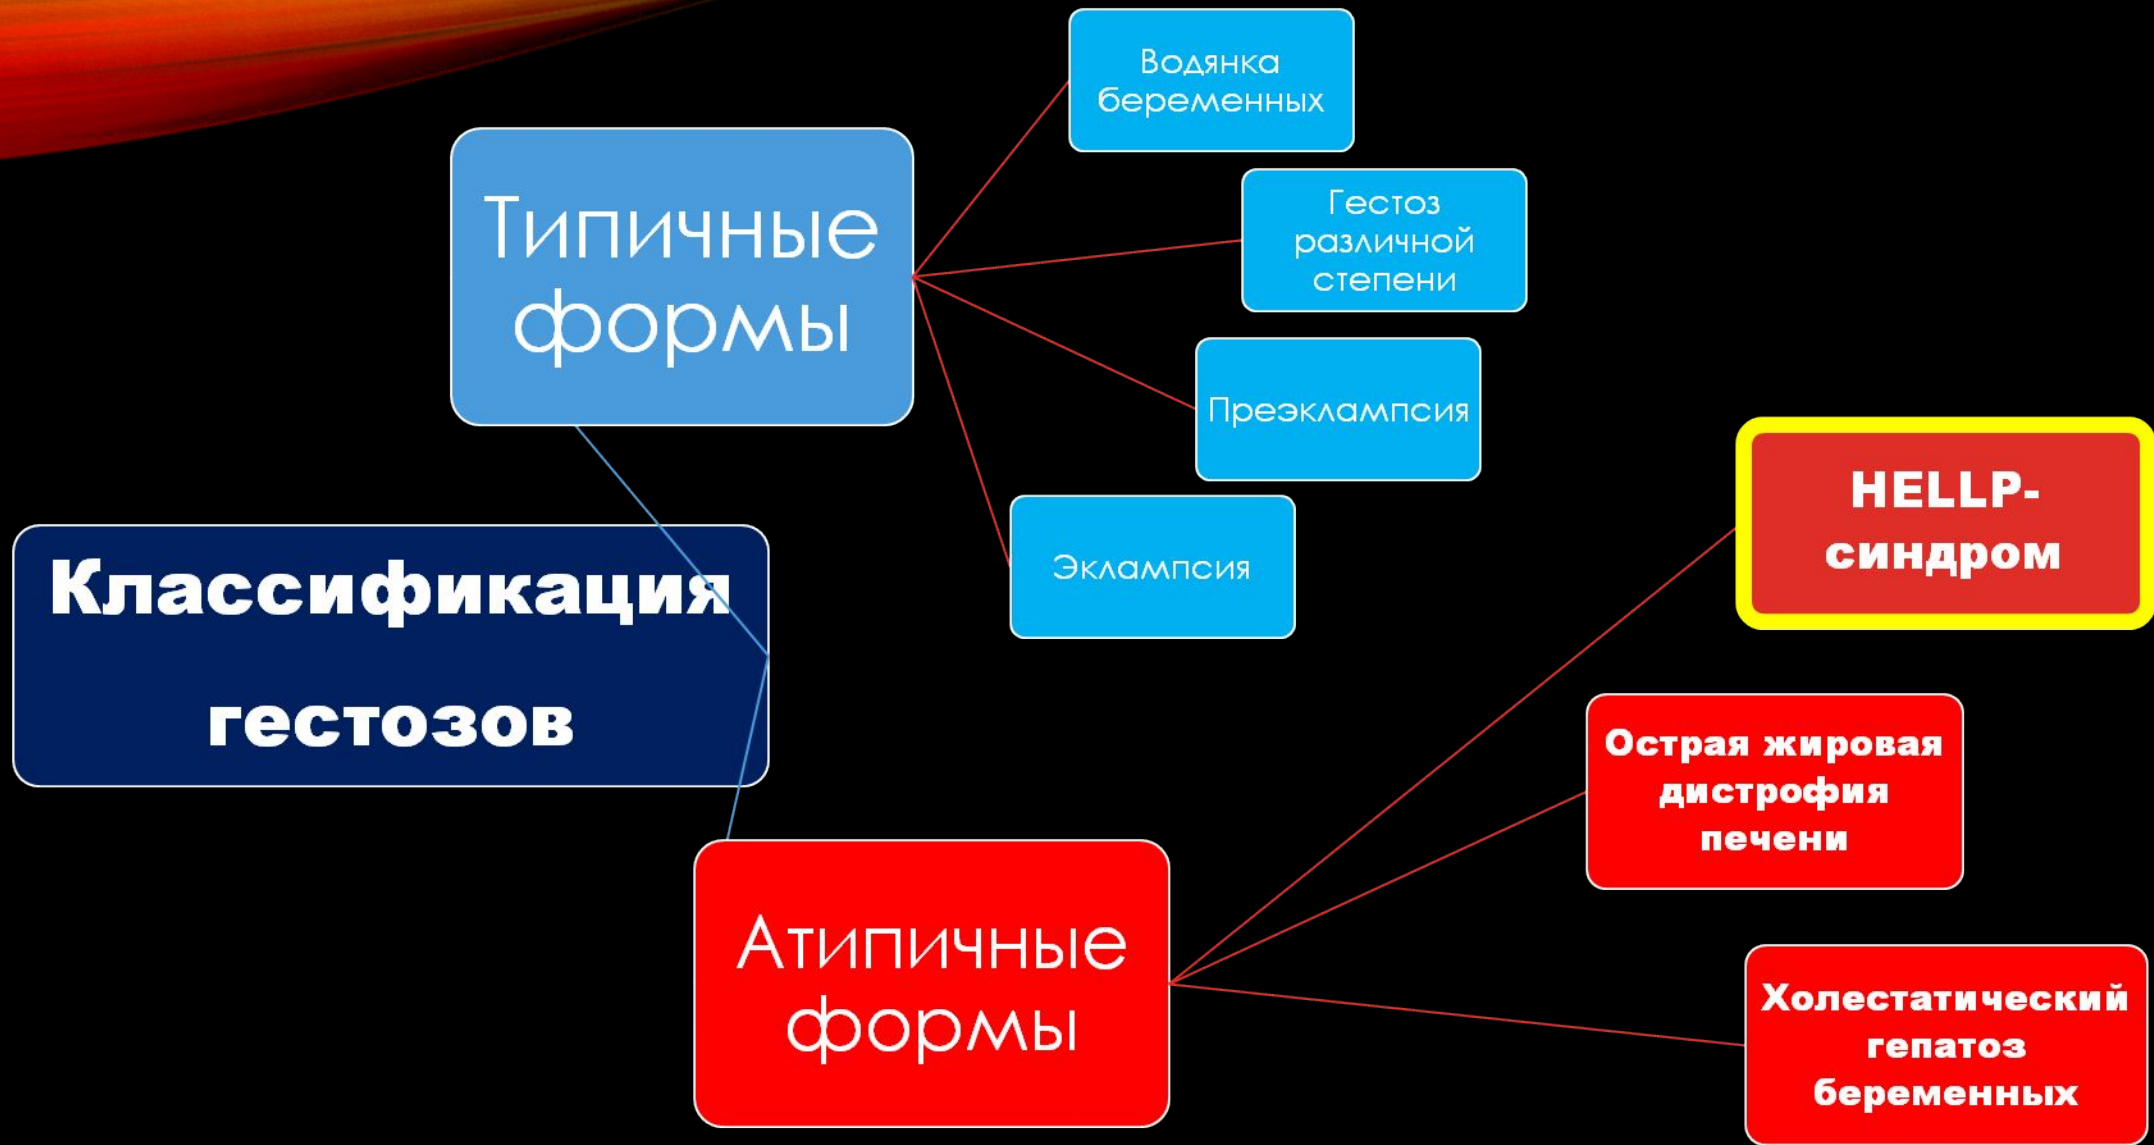 Водянка
беременных
Типичные
формы
Гестоз
различной
степени
Преэклампсия
Эклампсия
Классификация
гестозов
HELLP-
синдром
Острая жировая
дистрофия
печени
Атипичные
формы
Холестатический
гепатоз
беременных